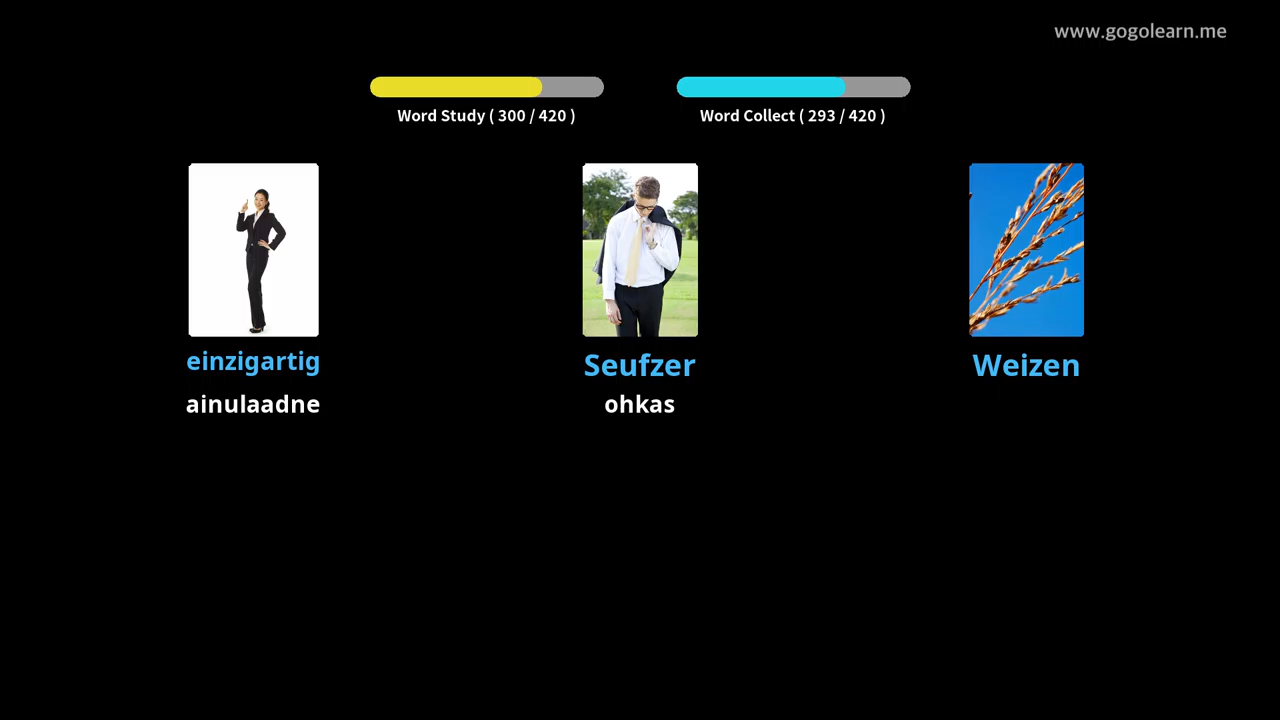 www.gogolearn.me
Word Study ( 300 / 420 )
Word Collect ( 293 / 420 )
einzigartig
Seufzer
Weizen
ainulaadne
ohkas